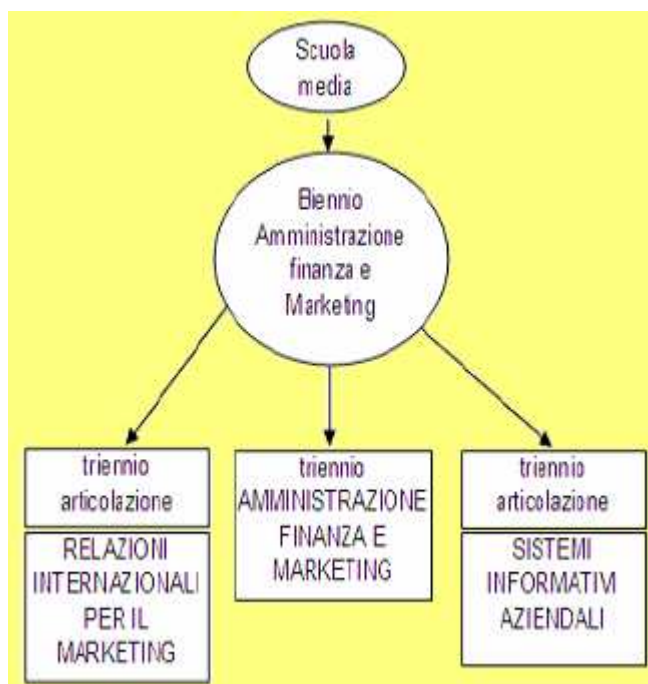 Scuola
media
Biennio
Amministrazione
finanza e
Marketing
triennio
articolazione
RELAZIONI
INTERNAZIONALI
PER IL
MARKETING
triennio
AMMINISTRAZIONE
FINANZA E
MARKETING
triennio
articolazione
SISTEMI
INFORMATIVI
AZIENDALI